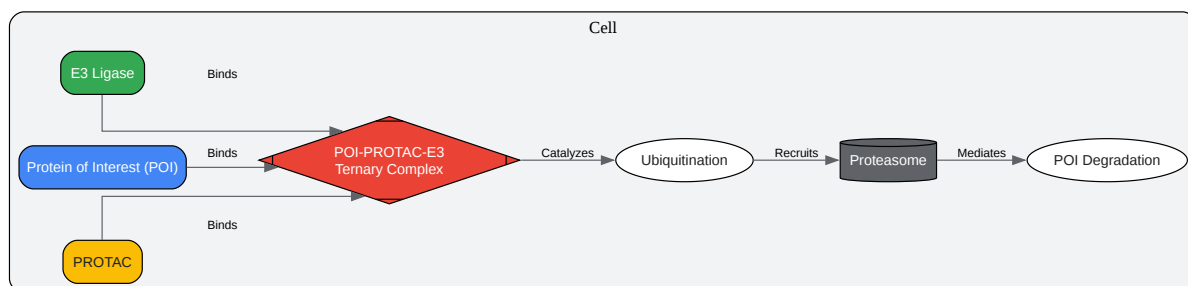 Cell
E3 Ligase
Binds
Protein of Interest (POI)
Binds
POI-PROTAC-E3
Ternary Complex
Catalyzes
Ubiquitination
Recruits
Proteasome
Mediates
POI Degradation
Binds
PROTAC